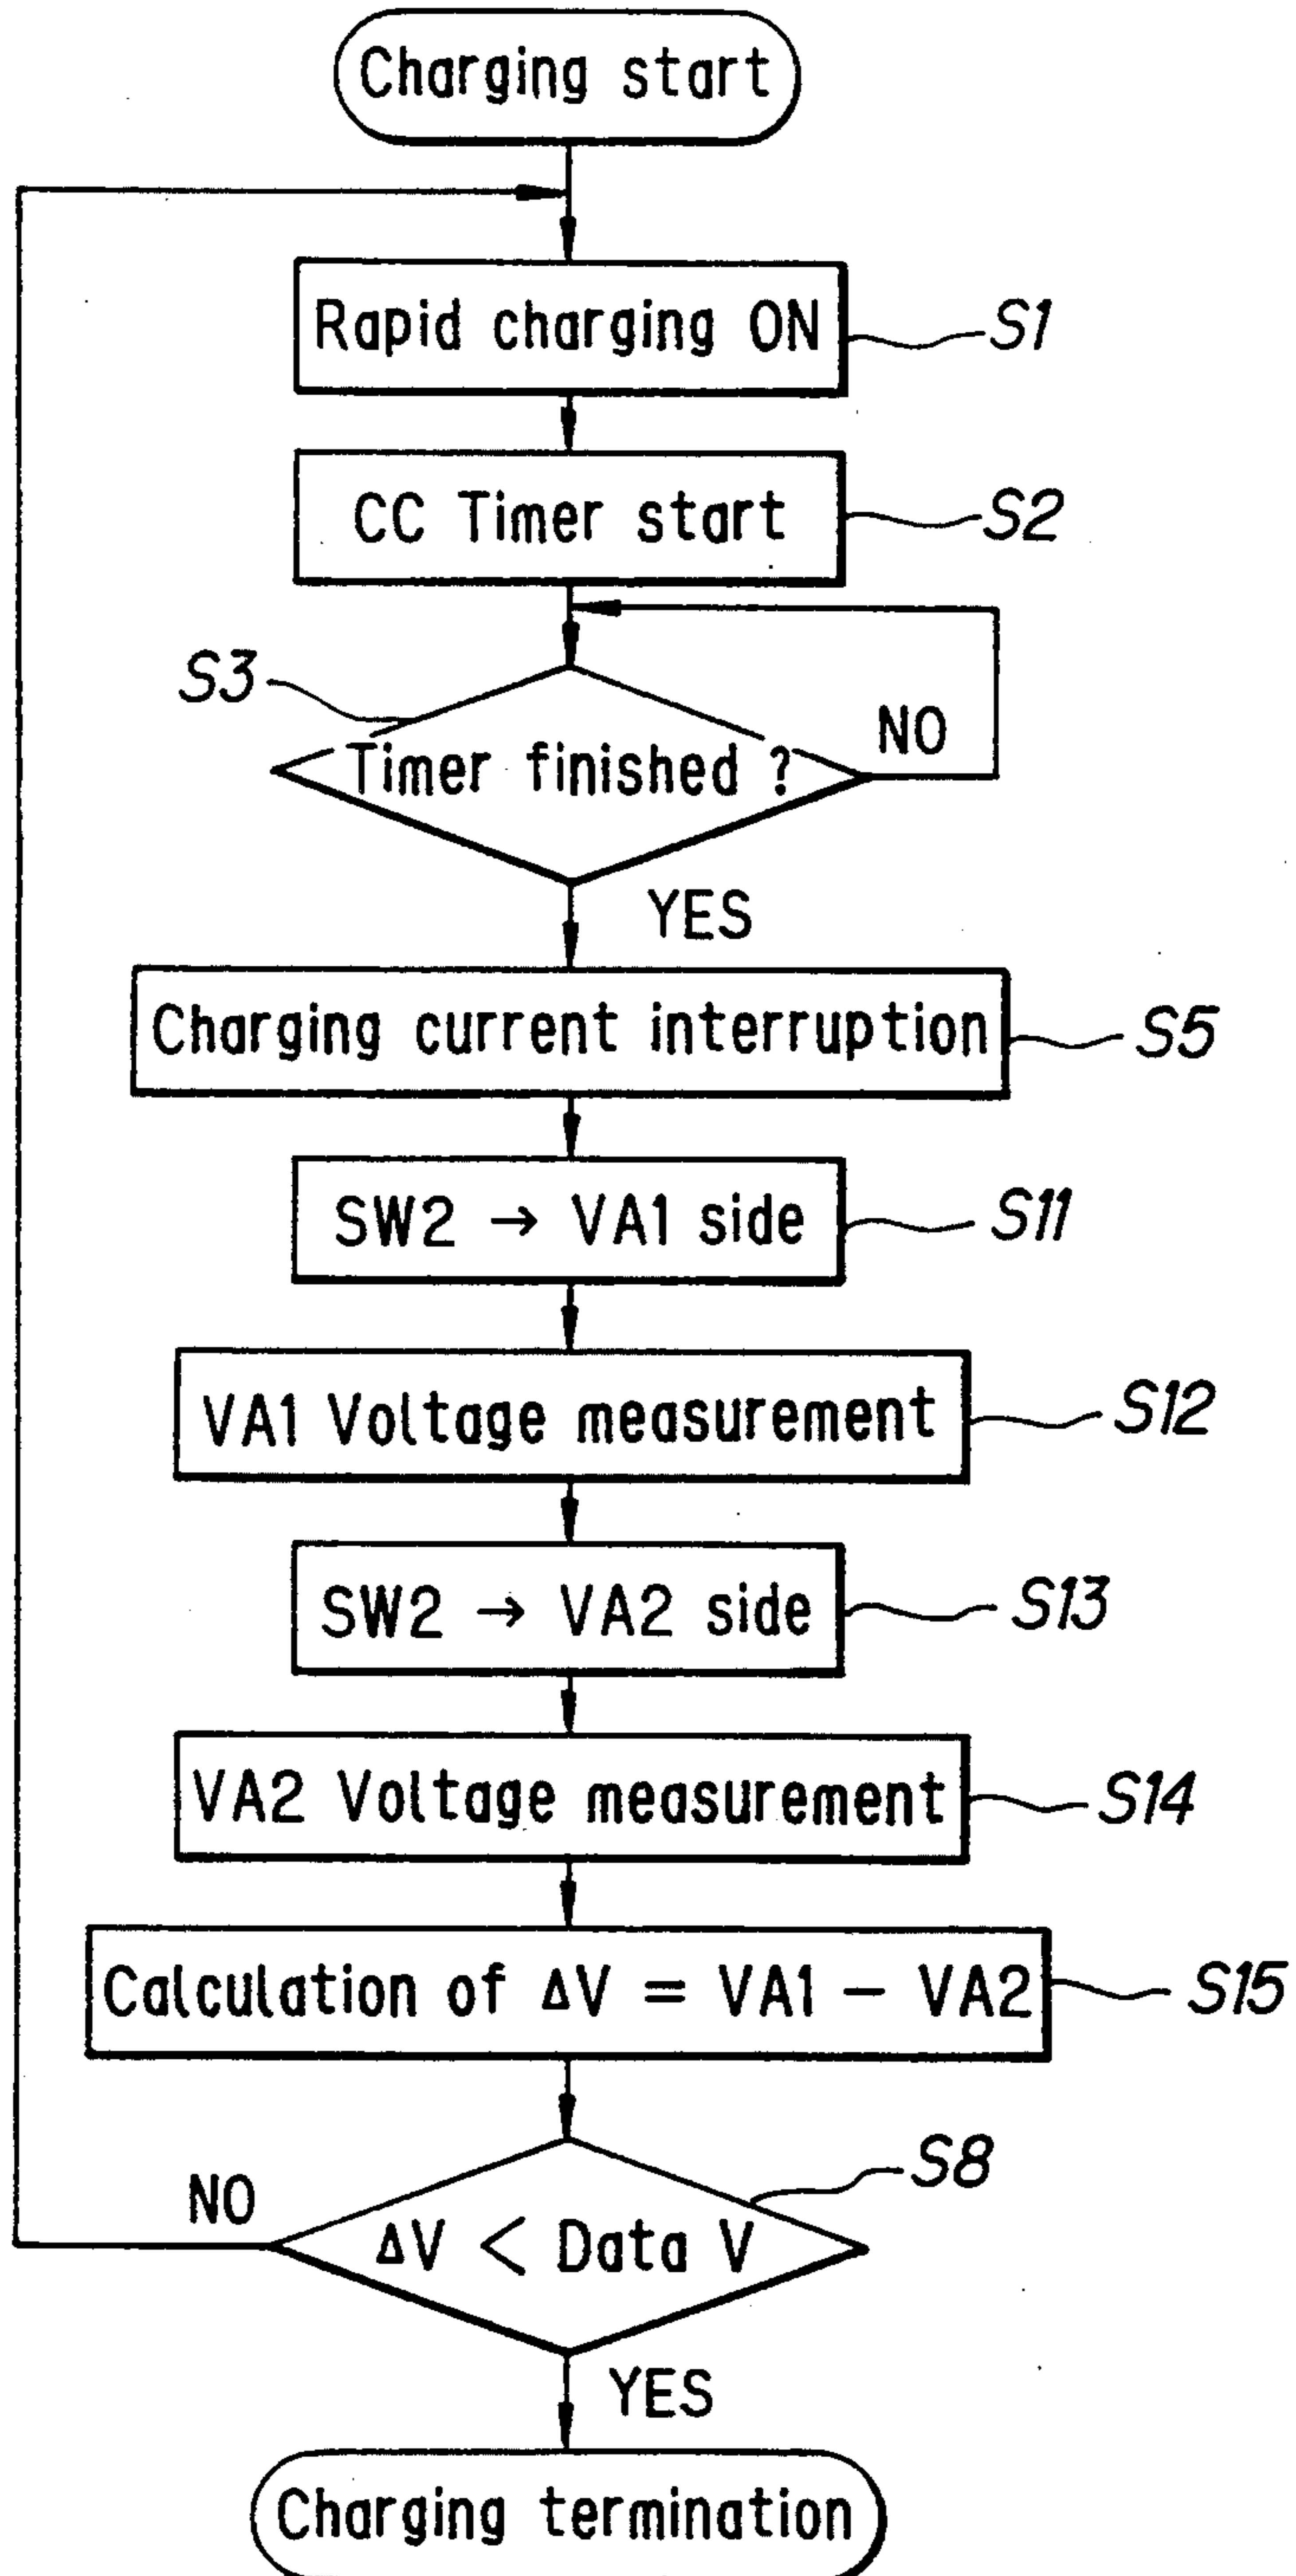 Charging start
Rapid charging ON
S1
CC Timer start
S2
S3
Timer finished ?
NO
YES
Charging current interruption
S5
SW2 → VA1 side
S11
VA1 Voltage measurement
S12
SW2 → VA2 side
S13
VA2 Voltage measurement
S14
Calculation of ΔV = VA1 − VA2
S15
S8
NO
ΔV < Data V
YES
Charging termination